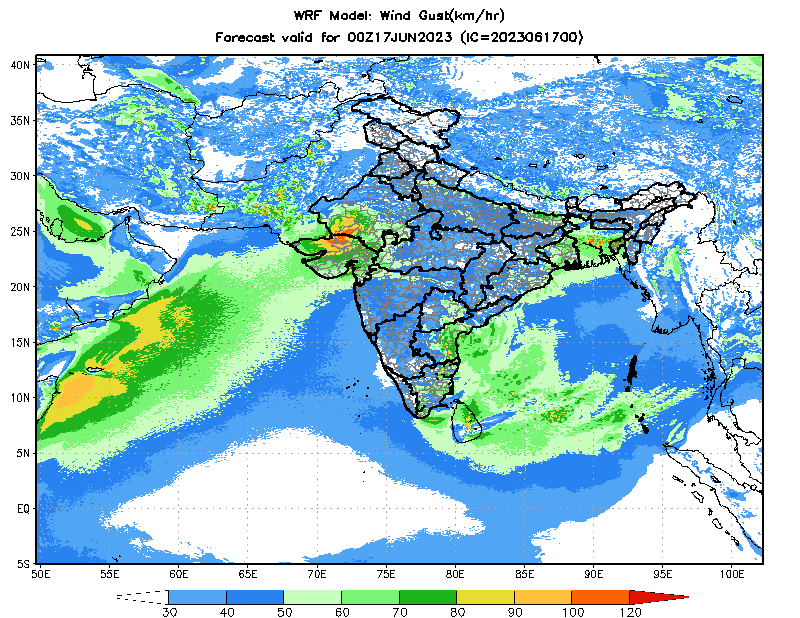 WRF Model: Wind Gust(km/hr)
Forecast valid for 00Z17JUN2023 (IC=2023061700)
40N
35N
30N
25N
20N
15N
10N
5N
EQ
5S
50E 55E 60E 65E 70E 75E 80E 85E 90E 95E 100E
30 40 50 60 70 80 90 100 120